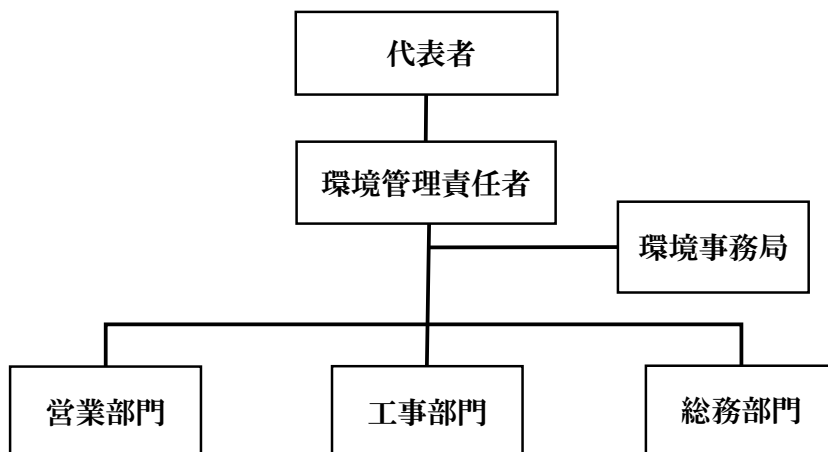 代表者
環境管理責任者
環境事務局
営業部門
工事部門
総務部門